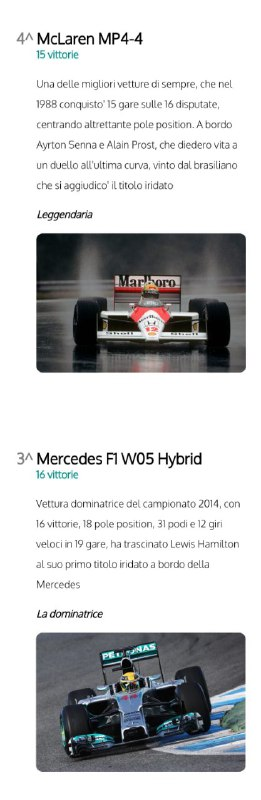 4^ McLaren MP4-4
15 vittorie
Una delle migliori vetture di sempre, che nel
1988 conquisto' 15 gare sulle 16 disputate,
centrando altrettante pole position. A bordo
Ayrton Senna e Alain Prost, che diedero vita a
un duello all'ultima curva, vinto dal brasiliano
che si aggiudico' il titolo iridato
Leggendaria
Marlboro
Shell
Shell
3^ Mercedes F1 W05 Hybrid
16 vittorie
Vettura dominatrice del campionato 2014, con
16 vittorie, 18 pole position, 31 podi e 12 giri
veloci in 19 gare, ha trascinato Lewis Hamilton
al suo primo titolo iridato a bordo della
Mercedes
La dominatrice
PETRONAS